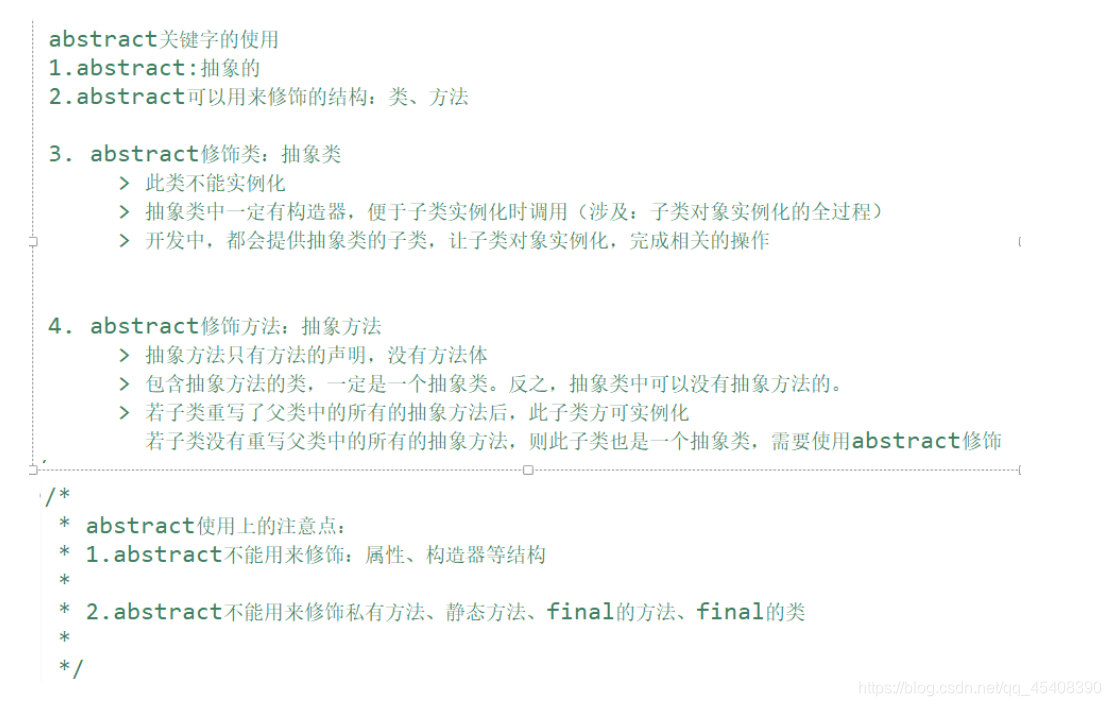 abstract关键字的使用
1.abstract:抽象的
2.abstract可以用来修饰的结构：类、方法
3. abstract修饰类：抽象类
> 此类不能实例化
> 抽象类中一定有构造器，便于子类实例化时调用（涉及：子类对象实例化的全过程）
> 开发中，都会提供抽象类的子类，让子类对象实例化，完成相关的操作
4. abstract修饰方法：抽象方法
> 抽象方法只有方法的声明，没有方法体
> 包含抽象方法的类，一定是一个抽象类。反之，抽象类中可以没有抽象方法的。
> 若子类重写了父类中的所有的抽象方法后，此子类方可实例化
若子类没有重写父类中的所有的抽象方法，则此子类也是一个抽象类，需要使用abstract修饰
/*
* abstract使用上的注意点：
* 1.abstract不能用来修饰：属性、构造器等结构
*
* 2.abstract不能用来修饰私有方法、静态方法、final的方法、final的类
*
*/
https://blog.csdn.net/qq_45408390